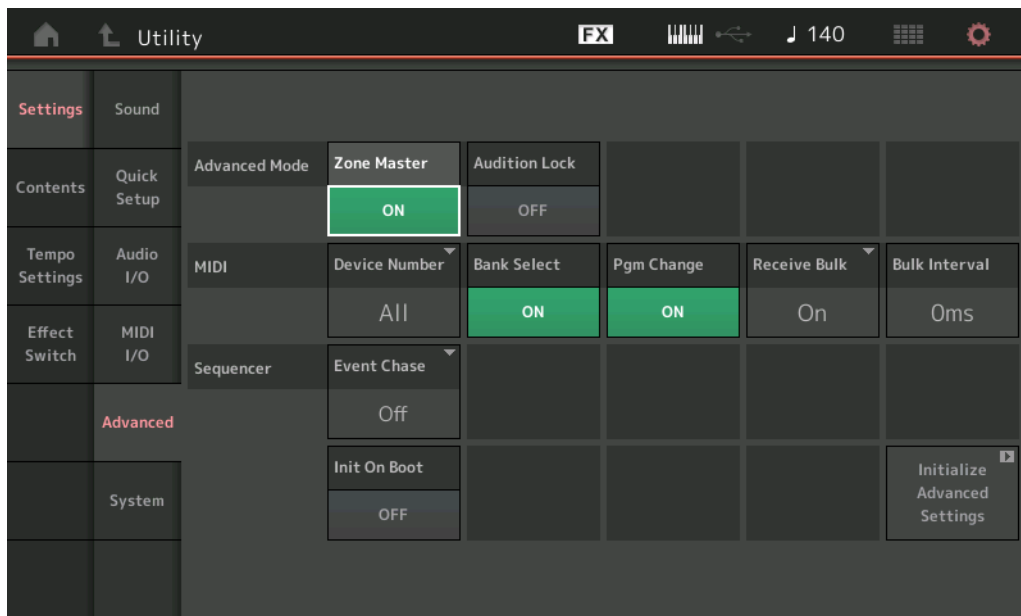 Utility
FX
140
Settings
Sound
Contents
Quick
Setup
Advanced Mode
Zone Master
ON
Audition Lock
OFF
Tempo
Settings
Audio
I/O
MIDI
Device Number
All
Bank Select
ON
Pgm Change
ON
Receive Bulk
On
Bulk Interval
0ms
Effect
Switch
MIDI
I/O
Sequencer
Event Chase
Off
Advanced
Init On Boot
OFF
Initialize
Advanced
Settings
System